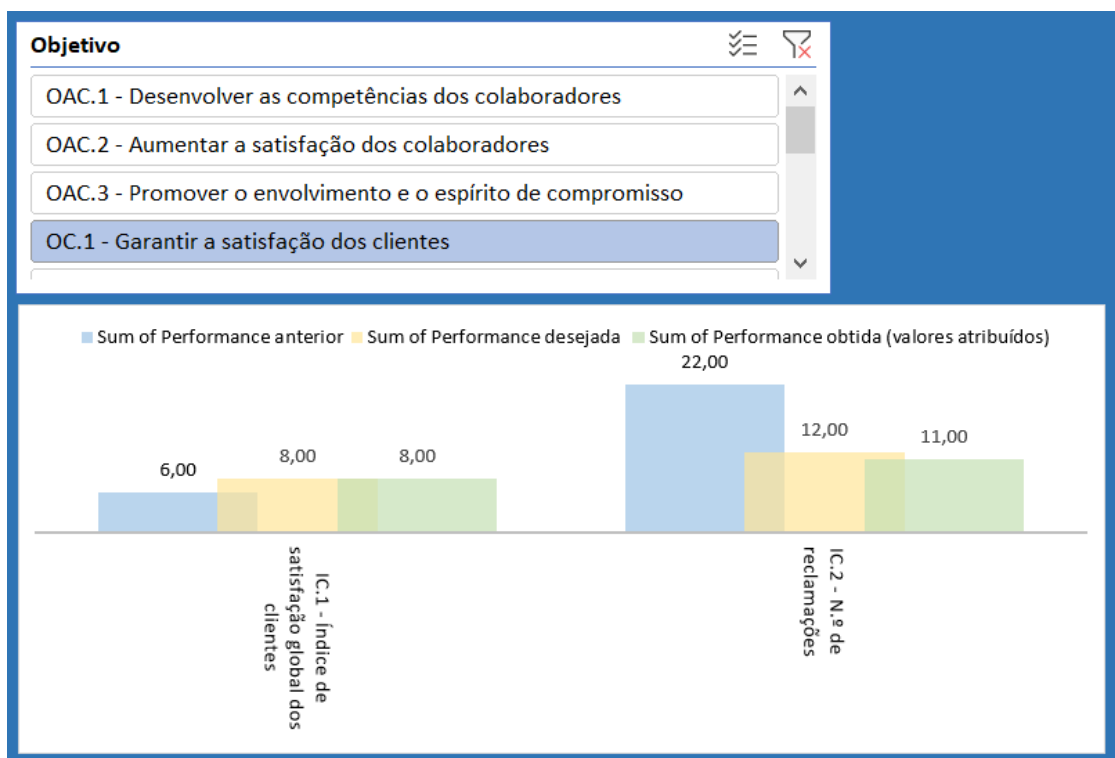 Objetivo
OAC.1 - Desenvolver as competências dos colaboradores
OAC.2 - Aumentar a satisfação dos colaboradores
OAC.3 - Promover o envolvimento e o espírito de compromisso
OC.1 - Garantir a satisfação dos clientes
Sum of Performance anterior Sum of Performance desejada Sum of Performance obtida (valores atribuídos)
22,00
12,00
11,00
6,00
8,00
8,00
IC.1 - Índice de
satisfação global dos
clientes
IC.2 - N.º de
reclamações